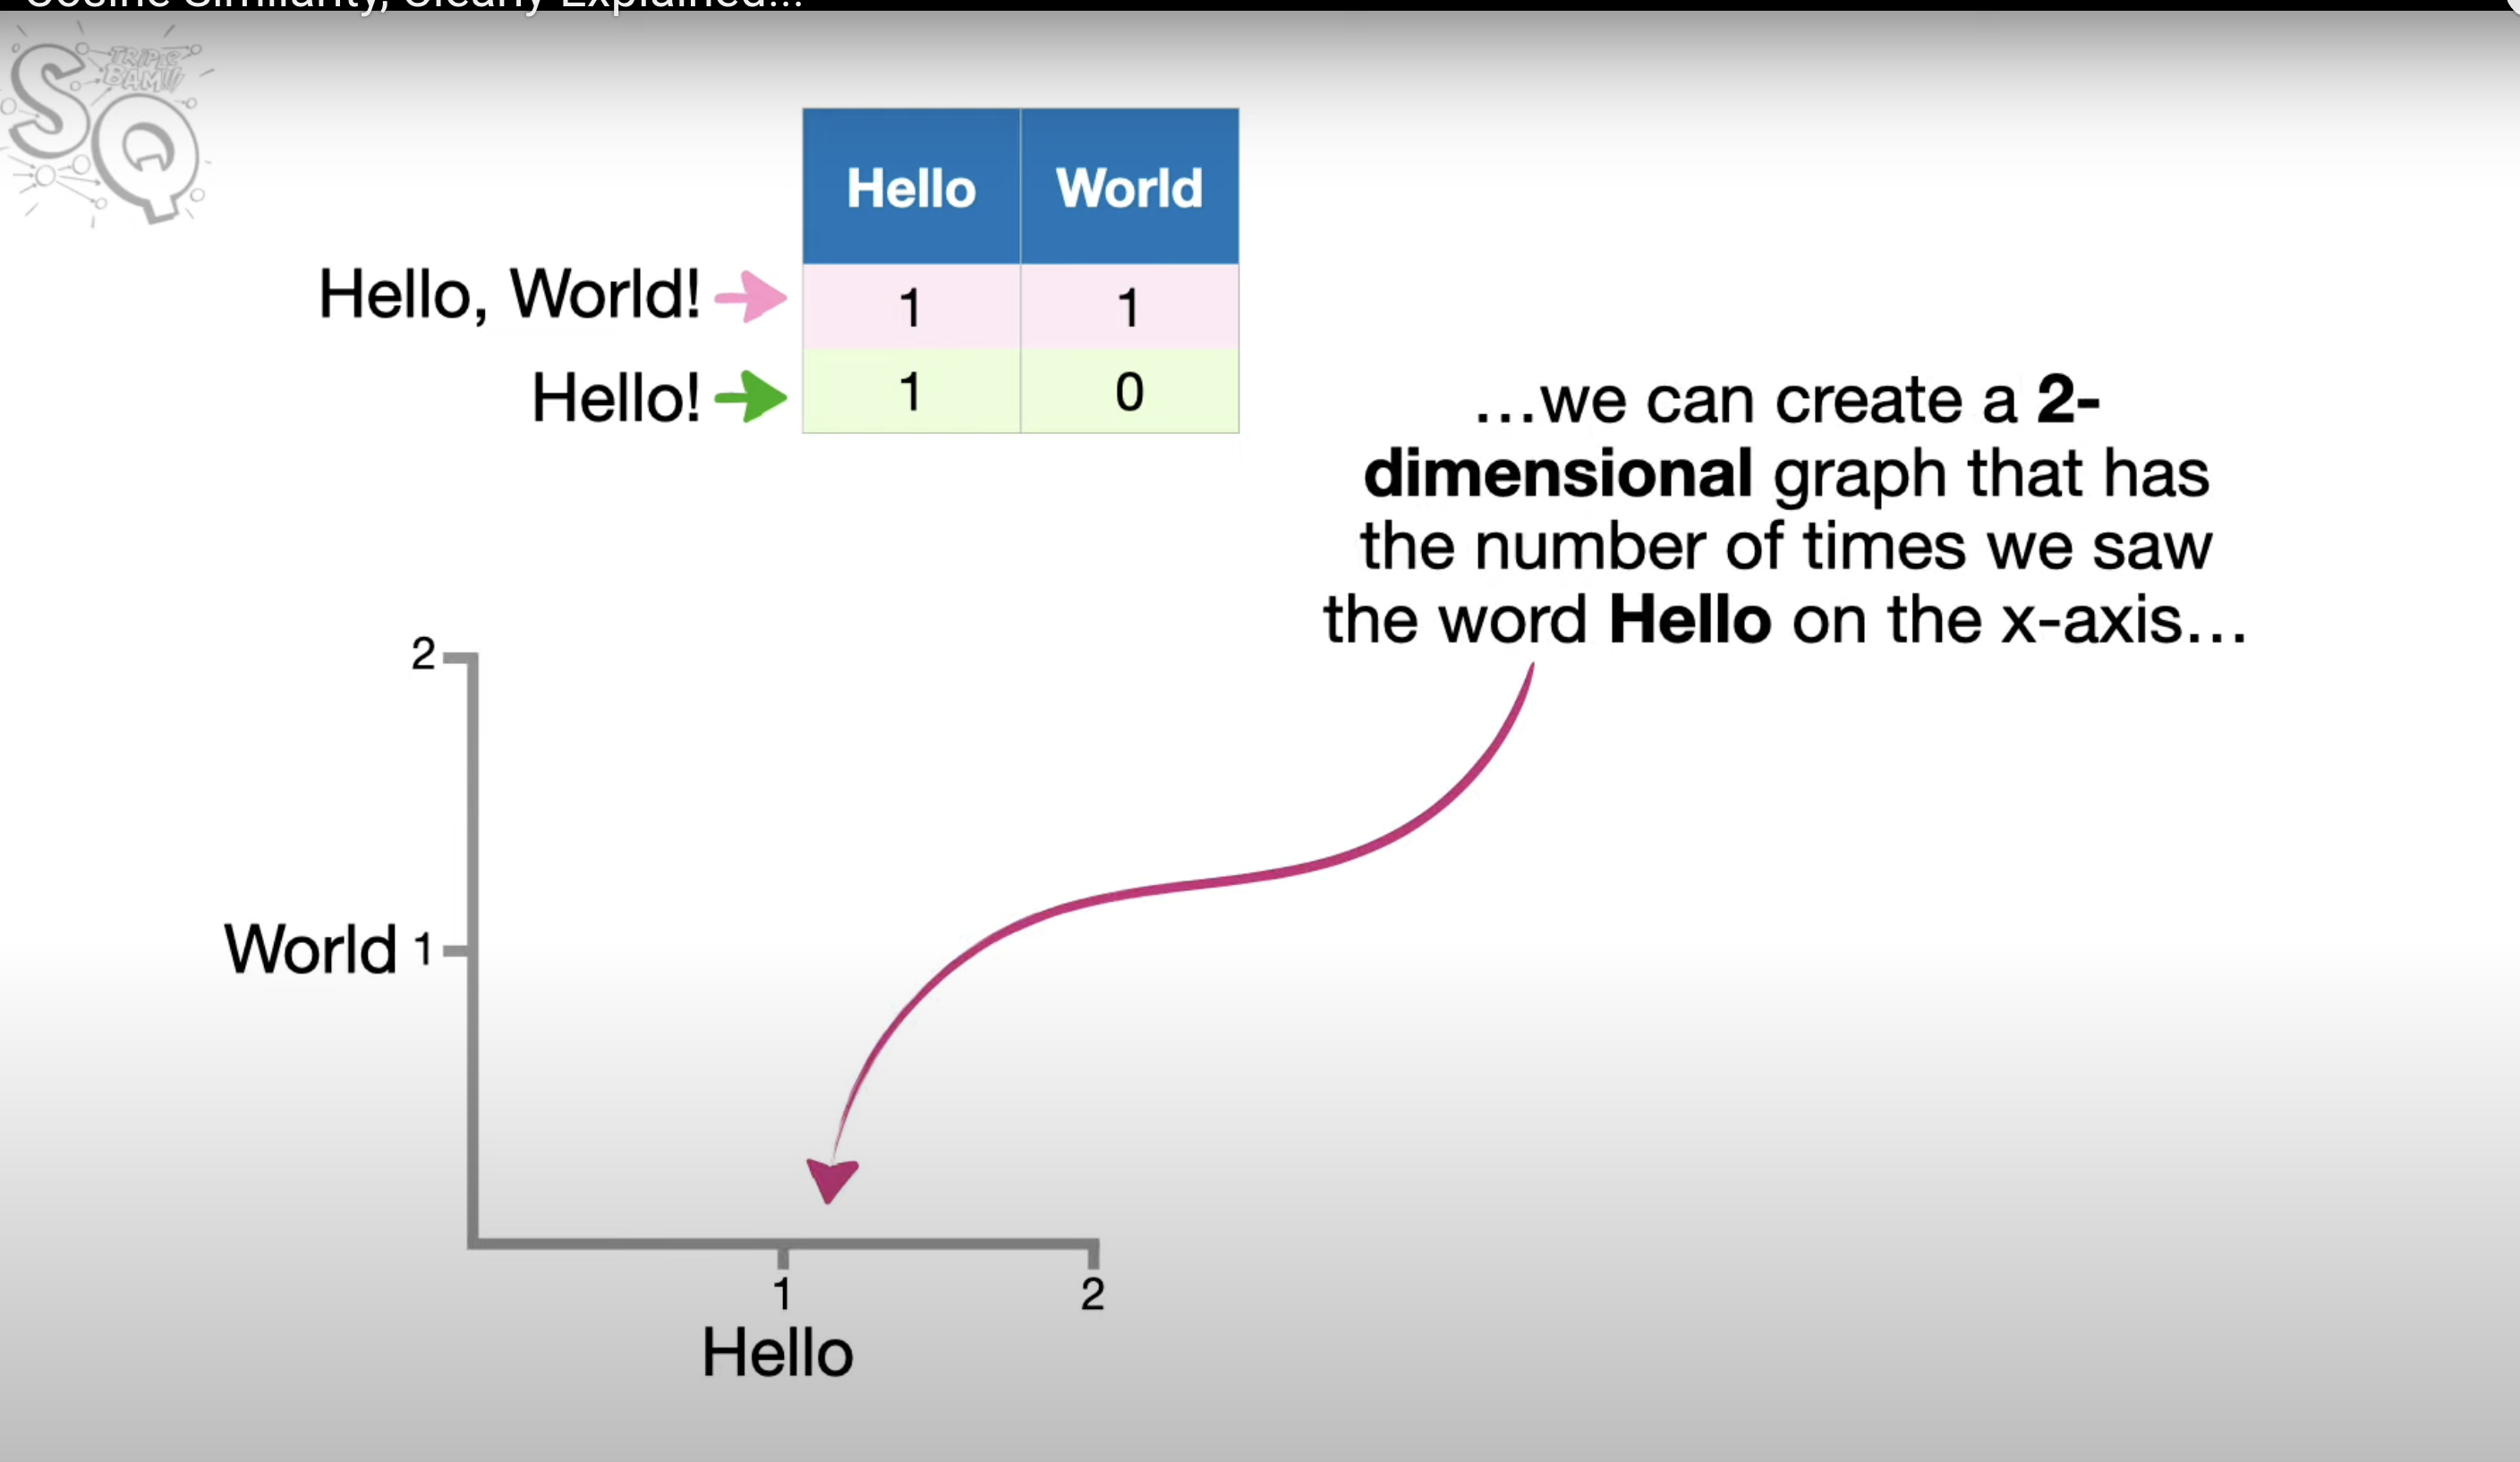 Cosine Similarity, Clearly Explained!!!
TRIPLE
BAM!!!
SQ
Hello World
Hello, World! 1 1
Hello! 1 0
...we can create a 2-
dimensional graph that has
the number of times we saw
the word Hello on the x-axis...
2
World 1
1 2
Hello